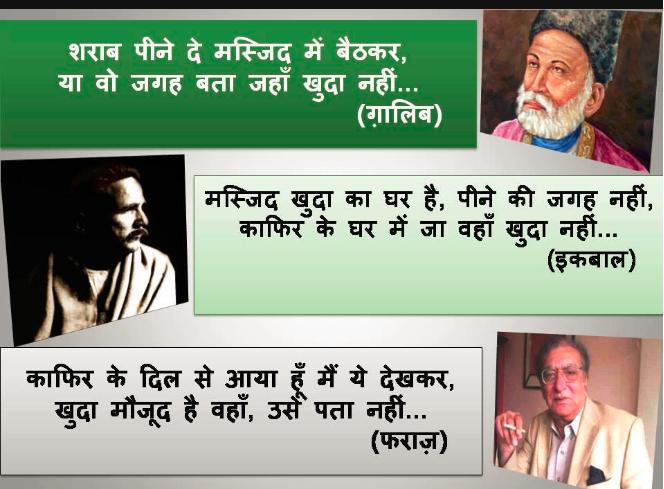 शराब पीने दे मस्जिद में बैठकर,
या वो जगह बता जहाँ खुदा नहीं...
(ग़ालिब)
मस्जिद खुदा का घर है, पीने की जगह नहीं,
काफिर के घर में जा वहाँ खुदा नहीं...
(इकबाल)
काफिर के दिल से आया हूँ मैं ये देखकर,
खुदा मौजूद है वहाँ, उसे पता नहीं...
(फराज़)